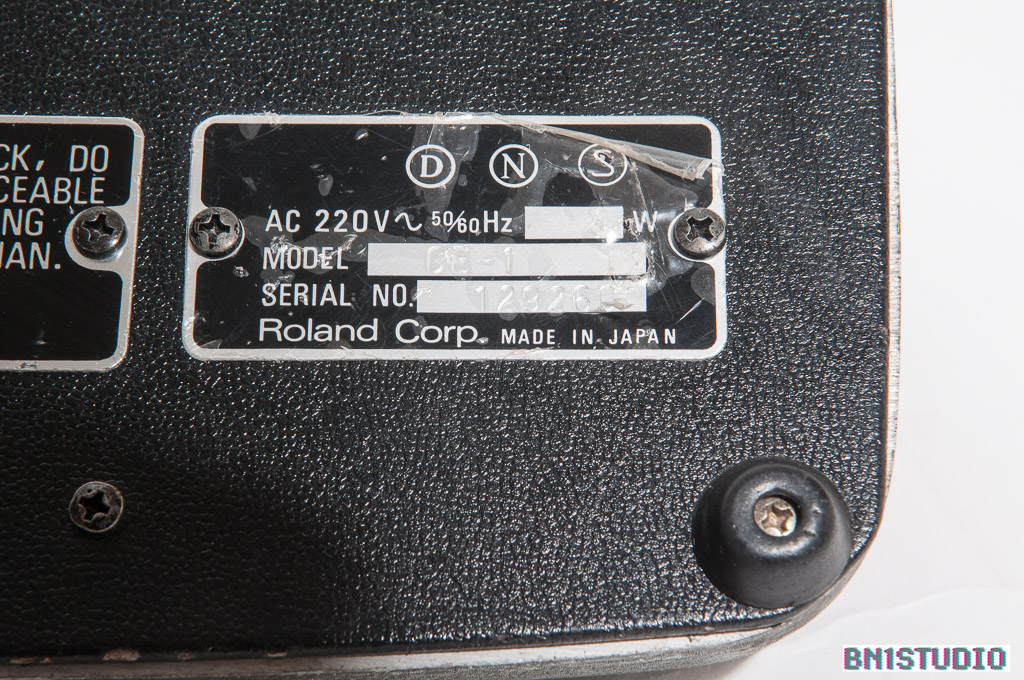 CK, DO
CEABLE
NG
IAN.
D N S
AC 220V~ 50/60Hz W
MODEL
SERIAL NO.
Roland Corp. MADE IN JAPAN
BN1STUDIO